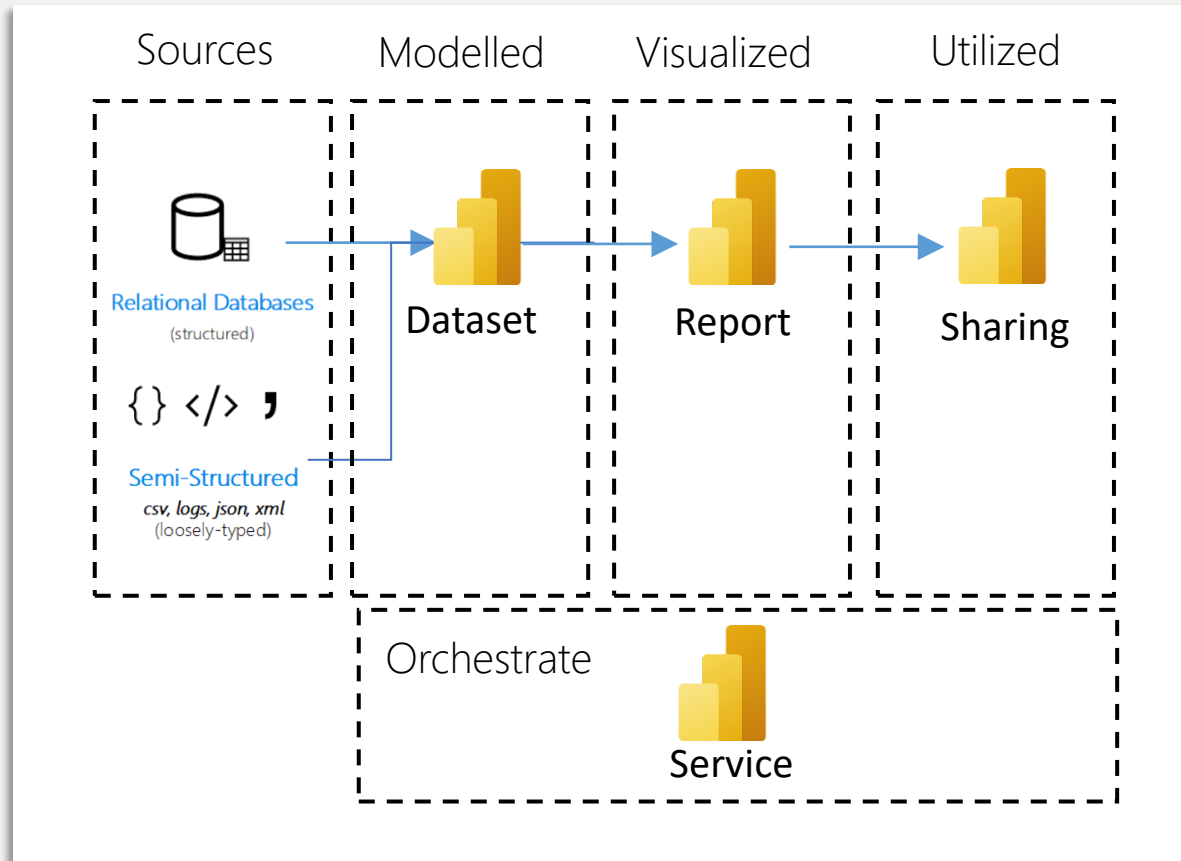 Sources
Modelled
Visualized
Utilized
Relational Databases
(structured)
{ } </> ,
Semi-Structured
csv, logs, json, xml
(loosely-typed)
Dataset
Report
Sharing
Orchestrate
Service